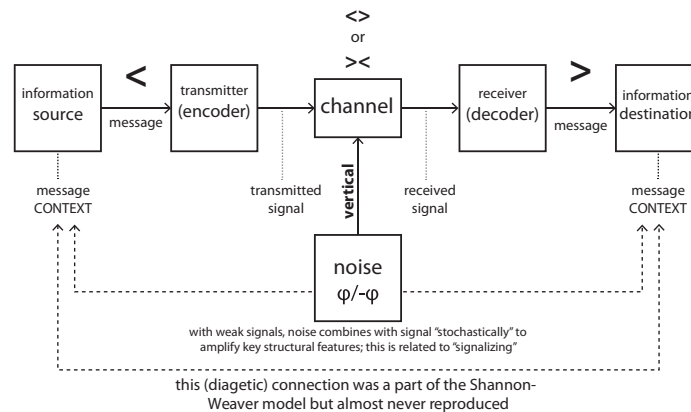 <>
or
><
<
>
information
source
message
transmitter
(encoder)
channel
receiver
(decoder)
message
information
destination
message
CONTEXT
transmitted
signal
vertical
received
signal
message
CONTEXT
noise
φ/-φ
with weak signals, noise combines with signal “stochastically” to
amplify key structural features; this is related to “signalizing”
this (diagetic) connection was a part of the Shannon-
Weaver model but almost never reproduced